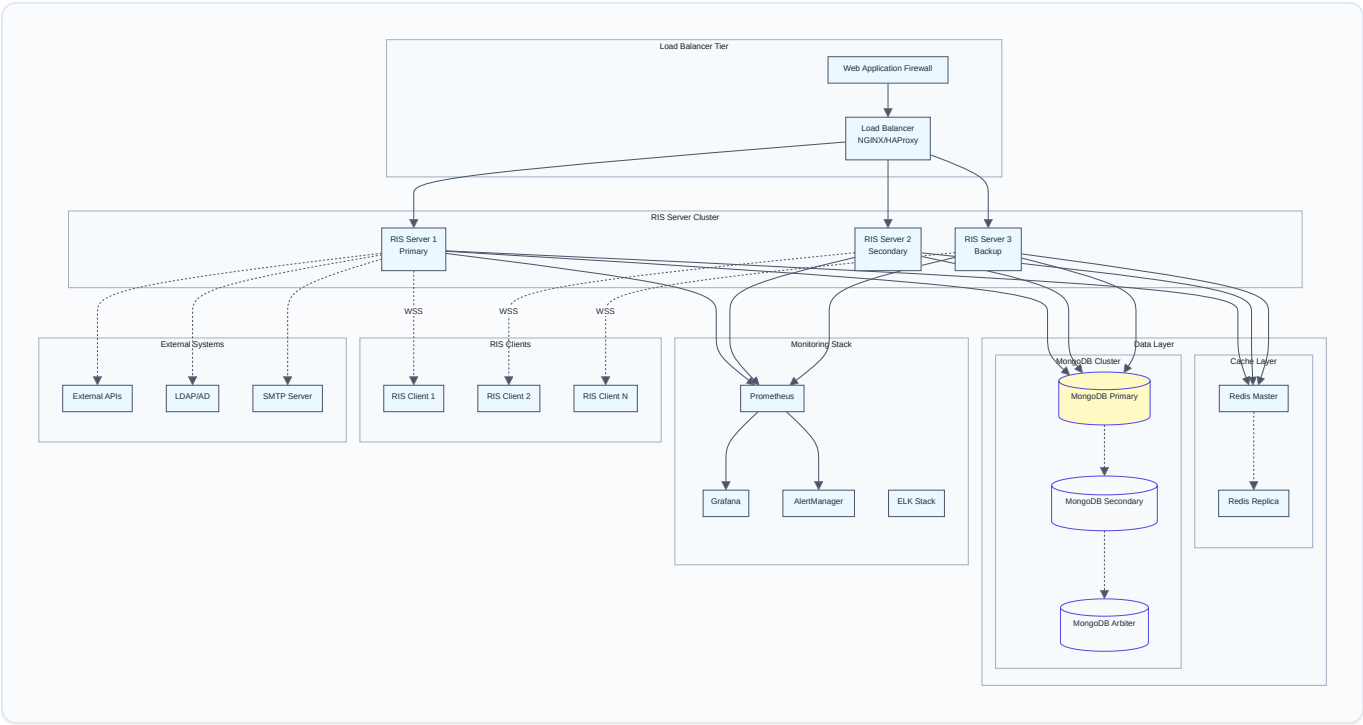 Load Balancer Tier
Web Application Firewall
Load Balancer
NGINX/HAProxy
RIS Server Cluster
RIS Server 1
Primary
RIS Server 2
Secondary
RIS Server 3
Backup
WSS
WSS
WSS
External Systems
External APIs
LDAP/AD
SMTP Server
RIS Clients
RIS Client 1
RIS Client 2
RIS Client N
Monitoring Stack
Prometheus
Grafana
AlertManager
ELK Stack
Data Layer
MongoDB Cluster
MongoDB Primary
MongoDB Secondary
MongoDB Arbiter
Cache Layer
Redis Master
Redis Replica